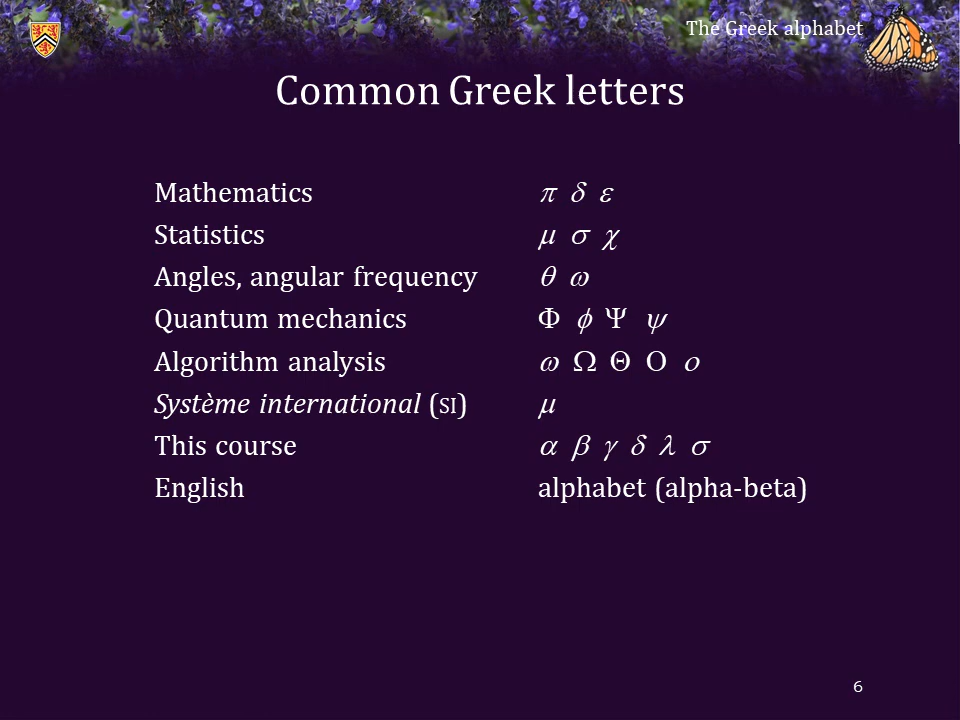 The Greek alphabet
Common Greek letters
Mathematics π δ ε
Statistics μ σ χ
Angles, angular frequency θ ω
Quantum mechanics Φ ϕ Ψ ψ
Algorithm analysis ω Ω Θ Ο ο
Système international (SI) μ
This course α β γ δ λ σ
English alphabet (alpha-beta)
6